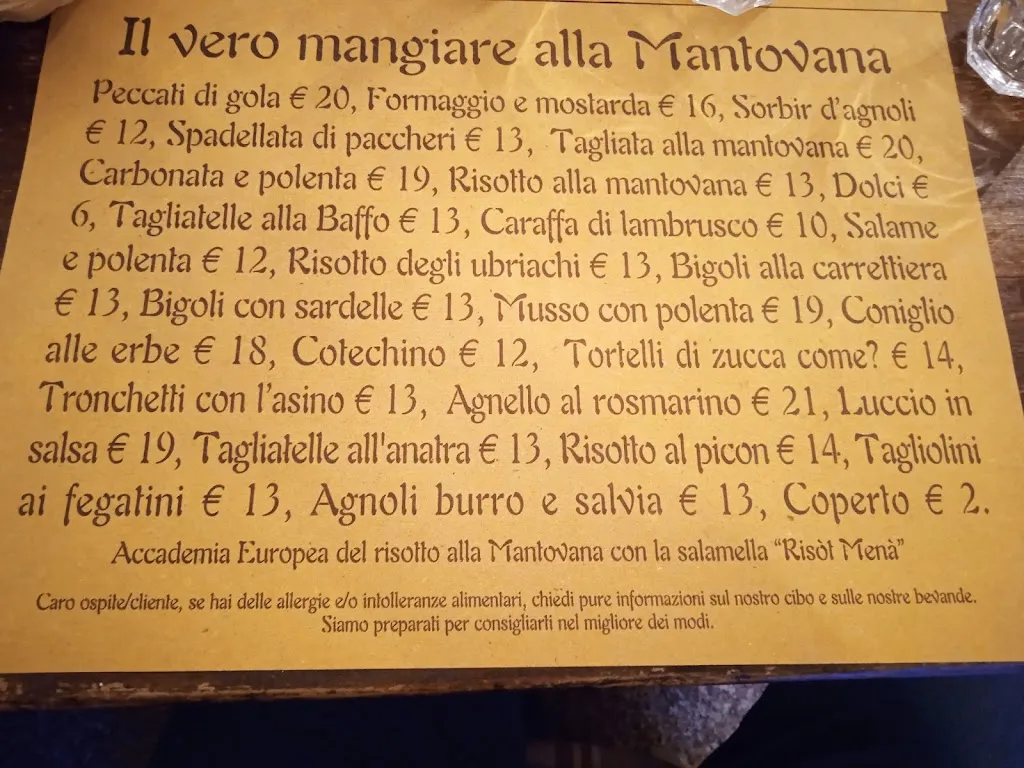 Il vero mangiare alla Mantovana
Peccati di gola € 20, Formaggio e mostarda € 16, Sorbir d'agnoli
€ 12, Spadellata di paccheri € 13, Tagliata alla mantovana € 20,
Carbonata e polenta € 19, Risotto alla mantovana € 13, Dolci €
6, Tagliatelle alla Baffo € 13, Caraffa di lambrusco € 10, Salame
e polenta € 12, Risotto degli ubriachi € 13, Bigoli alla carrettiera
€ 13, Bigoli con sardelle € 13, Musso con polenta € 19, Coniglio
alle erbe € 18, Cotechino € 12, Tortelli di zucca come? € 14,
Tronchetti con l'asino € 13, Agnello al rosmarino € 21, Luccio in
salsa € 19, Tagliatelle all'anatra € 13, Risotto al picon € 14, Tagliolini
ai fegatini € 13, Agnoli burro e salvia € 13, Coperto € 2.
Accademia Europea del risotto alla Mantovana con la salamella “Risòt Menà”
Caro ospite/cliente, se hai delle allergie e/o intolleranze alimentari, chiedi pure informazioni sul nostro cibo e sulle nostre bevande.
Siamo preparati per consigliarti nel migliore dei modi.